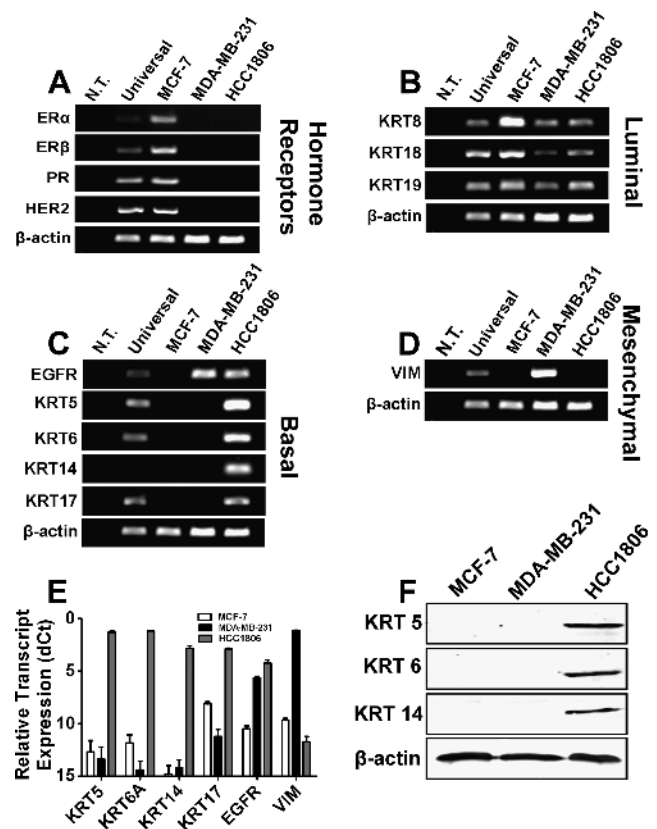 A
N.T.
Universal
MCF-7
MDA-MB-231
HCC1806
ERα
ERβ
PR
HER2
β-actin
Hormone
Receptors
B
N.T.
Universal
MCF-7
MDA-MB-231
HCC1806
KRT8
KRT18
KRT19
β-actin
Luminal
C
N.T.
Universal
MCF-7
MDA-MB-231
HCC1806
EGFR
KRT5
KRT6
KRT14
KRT17
β-actin
Basal
D
N.T.
Universal
MCF-7
MDA-MB-231
HCC1806
VIM
β-actin
Mesenchymal
E
Relative Transcript
Expression (dCt)
0
5
10
15
MCF-7
MDA-MB-231
HCC1806
KRT5
KRT6A
KRT14
KRT17
EGFR
VIM
F
MCF-7
MDA-MB-231
HCC1806
KRT 5
KRT 6
KRT 14
β-actin